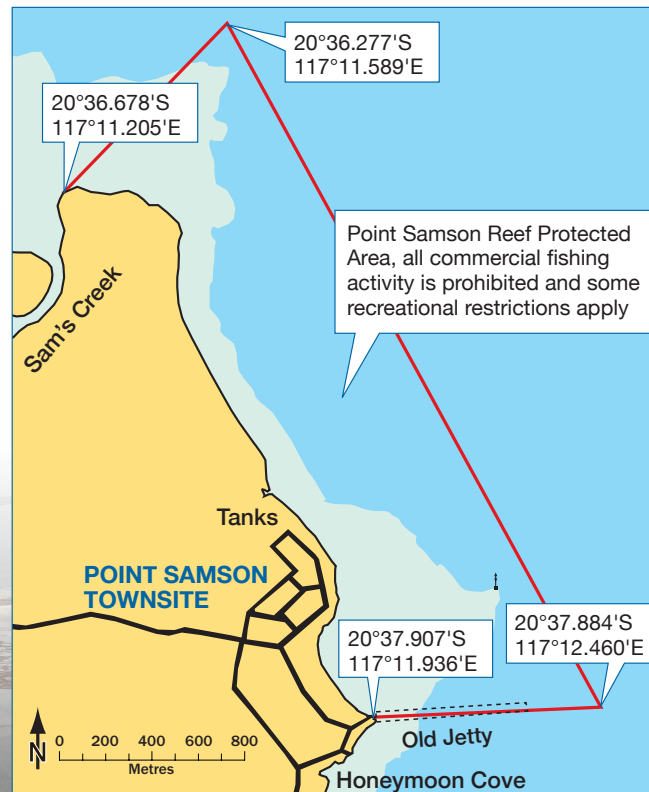 20°36.277'S
117°11.589'E
20°36.678'S
117°11.205'E
Point Samson Reef Protected
Area, all commercial fishing
activity is prohibited and some
recreational restrictions apply
Sam's Creek
Tanks
POINT SAMSON
TOWNSITE
20°37.884'S
117°12.460'E
20°37.907'S
117°11.936'E
Old Jetty
N
0 200 400 600 800
Metres
Honeymoon Cove